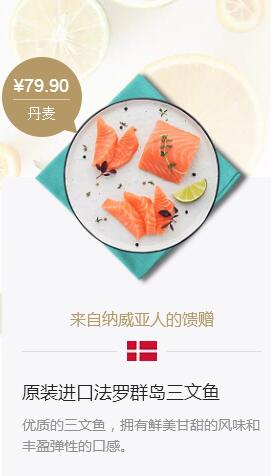 ¥79.90
丹麦
来自纳威亚人的馈赠
原装进口法罗群岛三文鱼
优质的三文鱼，拥有鲜美甘甜的风味和
丰盈弹性的口感。